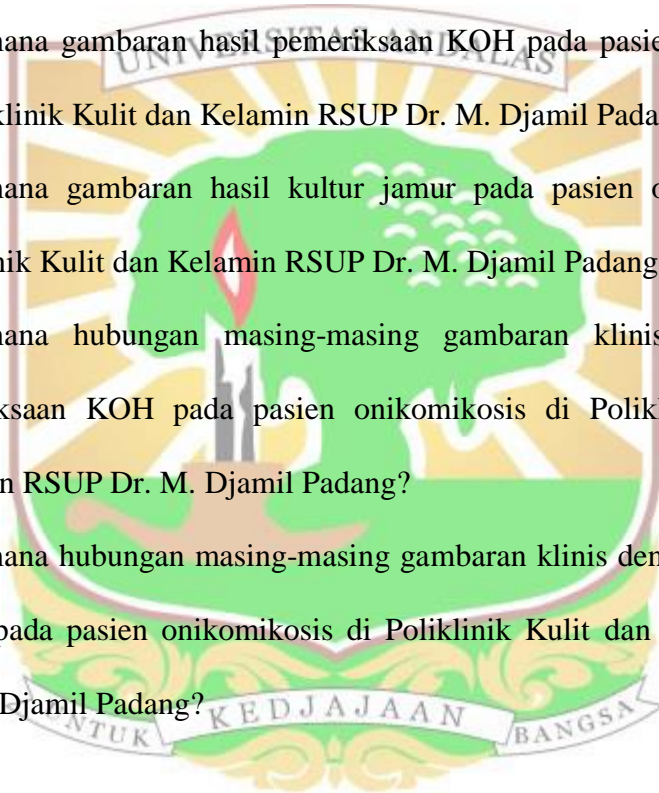 mana gambaran hasil pemeriksaan KOH pada pasie
UNIVERSITAS ANDALAS
klinik Kulit dan Kelamin RSUP Dr. M. Djamil Pada
mana gambaran hasil kultur jamur pada pasien o
nik Kulit dan Kelamin RSUP Dr. M. Djamil Padang
mana hubungan masing-masing gambaran klinis
ksaan KOH pada pasien onikomikosis di Polikl
n RSUP Dr. M. Djamil Padang?
mana hubungan masing-masing gambaran klinis den
pada pasien onikomikosis di Poliklinik Kulit dan
Djamil Padang?
UNTUK KEDJAJAAN BANGSA